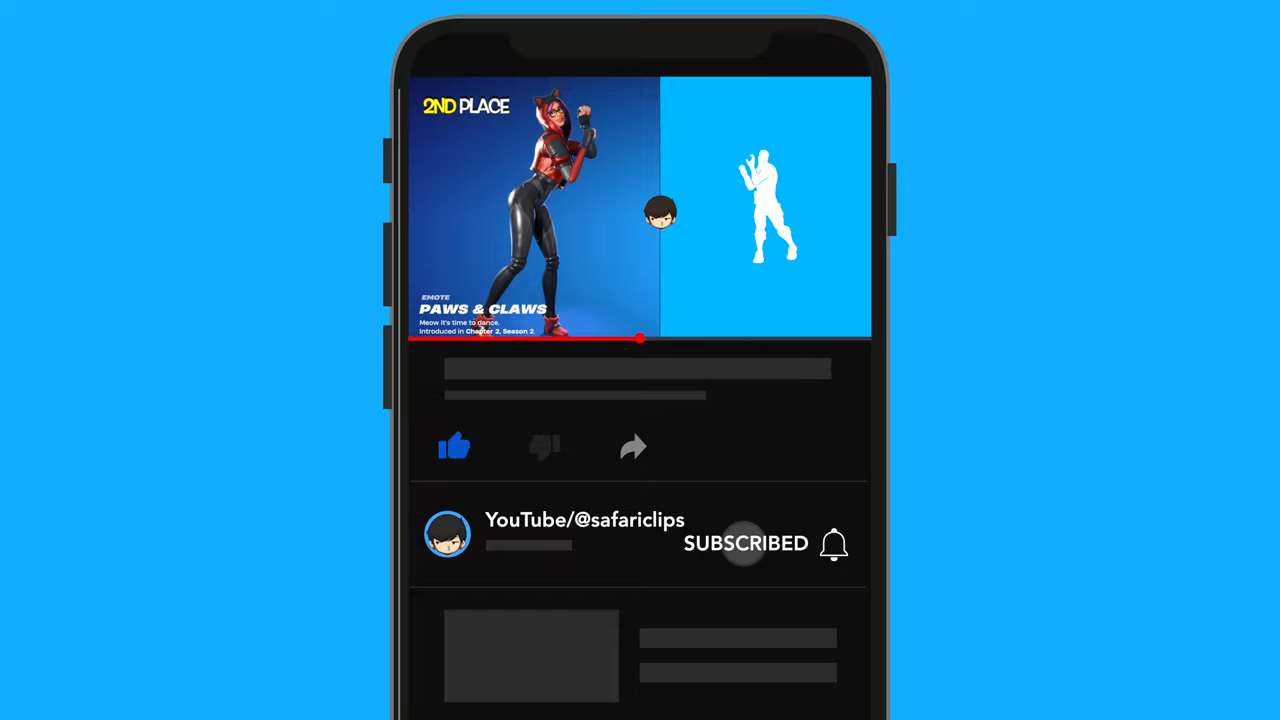 2ND PLACE
EMOTE
PAWS & CLAWS
Meow it's time to dance.
Introduced in Chapter 2, Season 2.
YouTube/@safariclips
SUBSCRIBED